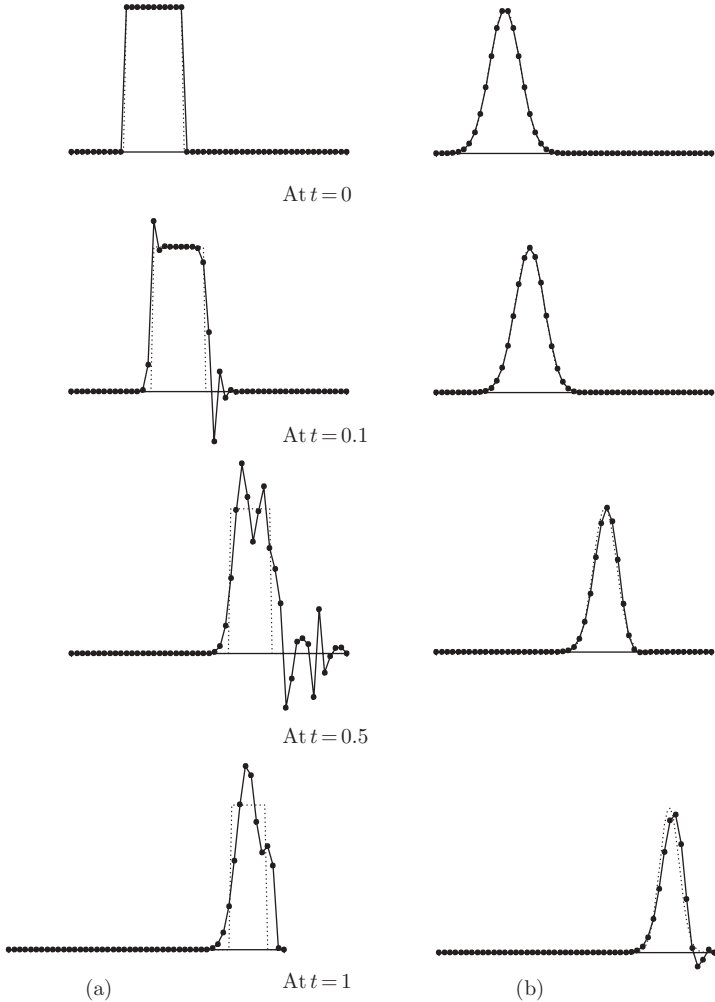 At t = 0
At t = 0.1
At t = 0.5
At t = 1
(a)
(b)